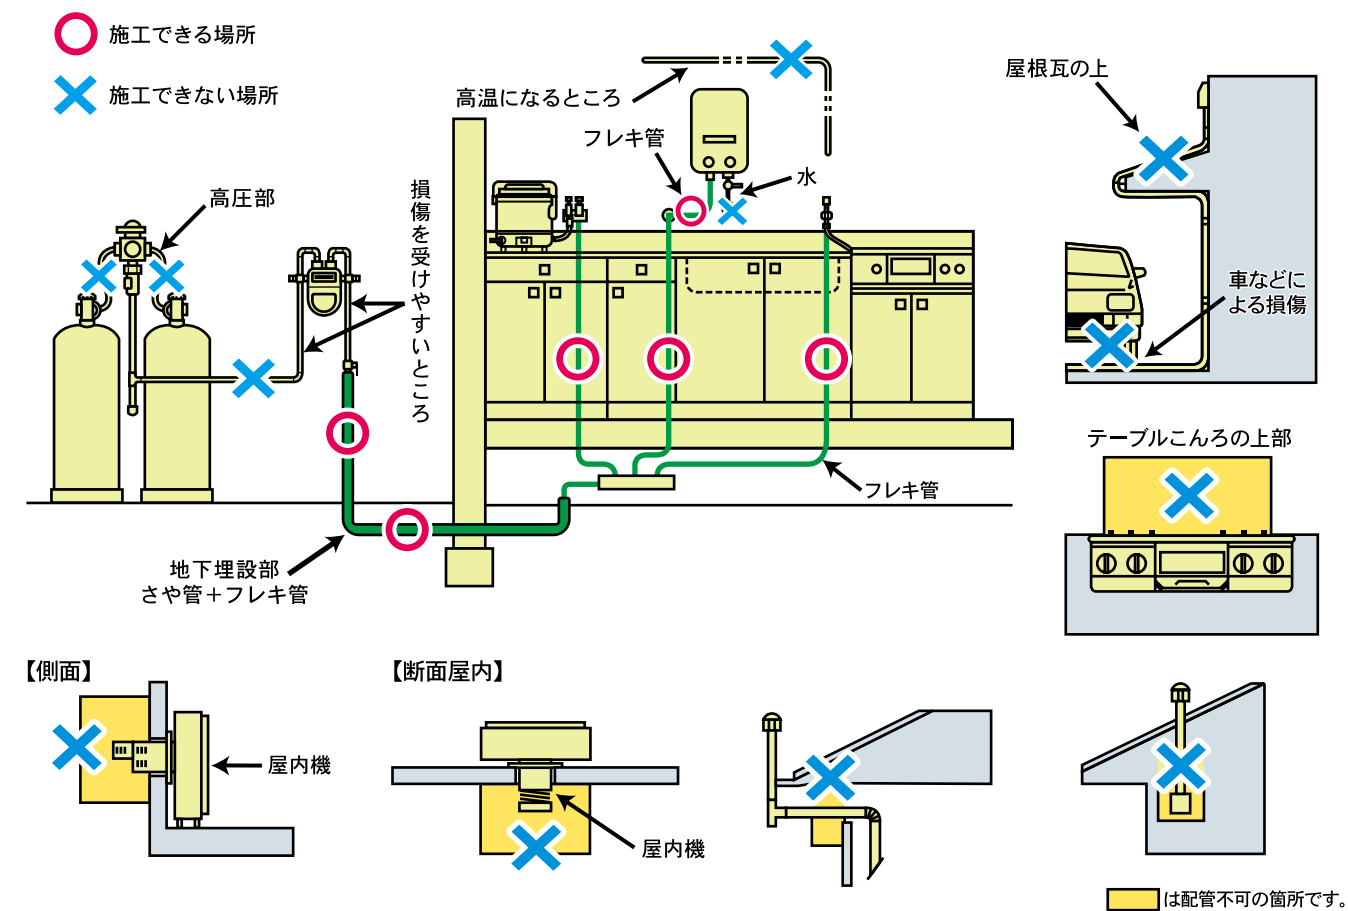 施工できる場所
施工できない場所
高圧部
損傷を受けやすいところ
高温になるところ
フレキ管
水
屋根瓦の上
車などに
よる損傷
テーブルこんろの上部
フレキ管
地下埋設部
さや管＋フレキ管
【側面】
屋内機
【断面屋内】
屋内機
は配管不可の箇所です。